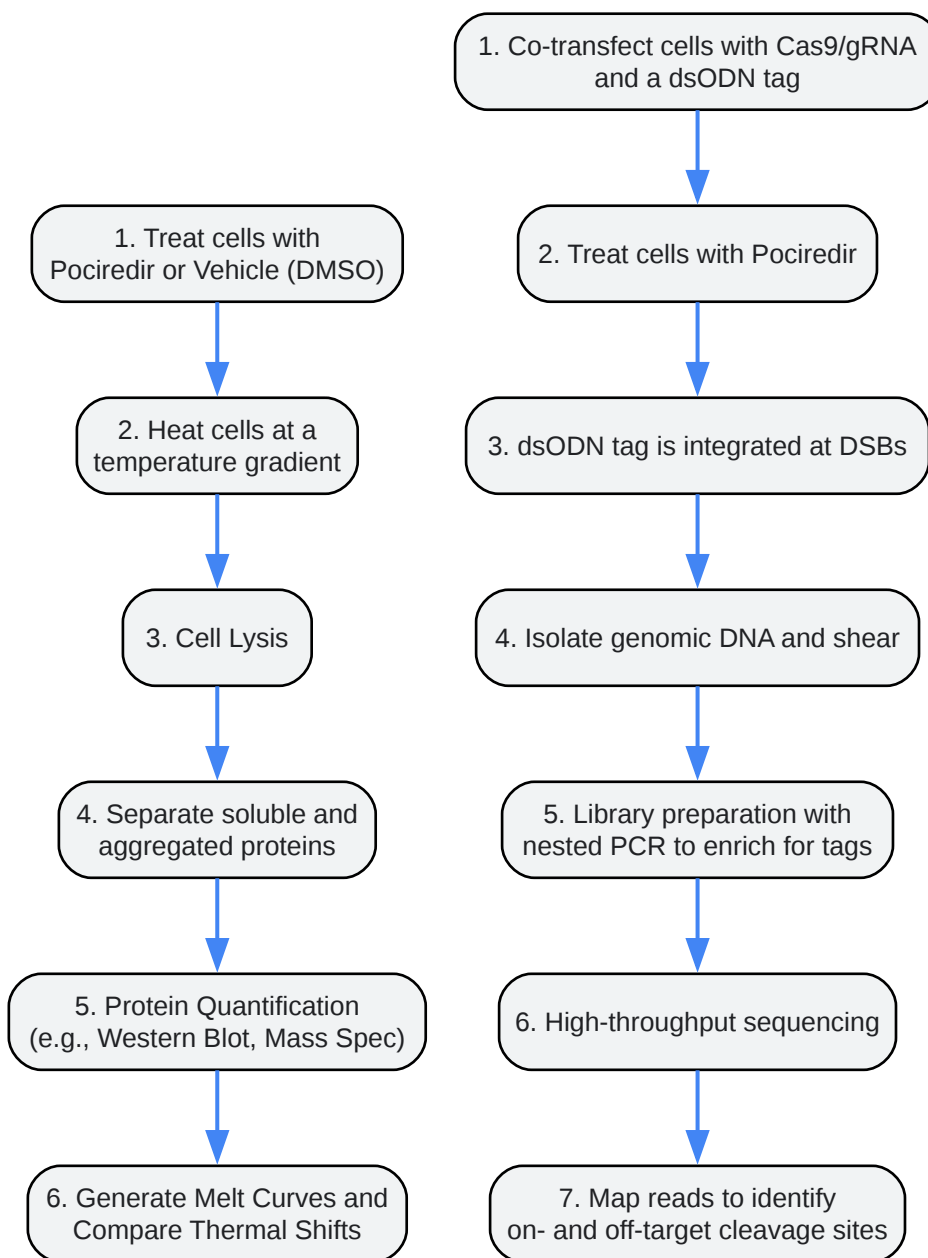 1. Treat cells with
Pociredir or Vehicle (DMSO)
2. Heat cells at a
temperature gradient
3. Cell Lysis
4. Separate soluble and
aggregated proteins
5. Protein Quantification
(e.g., Western Blot, Mass Spec)
6. Generate Melt Curves and
Compare Thermal Shifts
1. Co-transfect cells with Cas9/gRNA
and a dsODN tag
2. Treat cells with Pociredir
3. dsODN tag is integrated at DSBs
4. Isolate genomic DNA and shear
5. Library preparation with
nested PCR to enrich for tags
6. High-throughput sequencing
7. Map reads to identify
on- and off-target cleavage sites